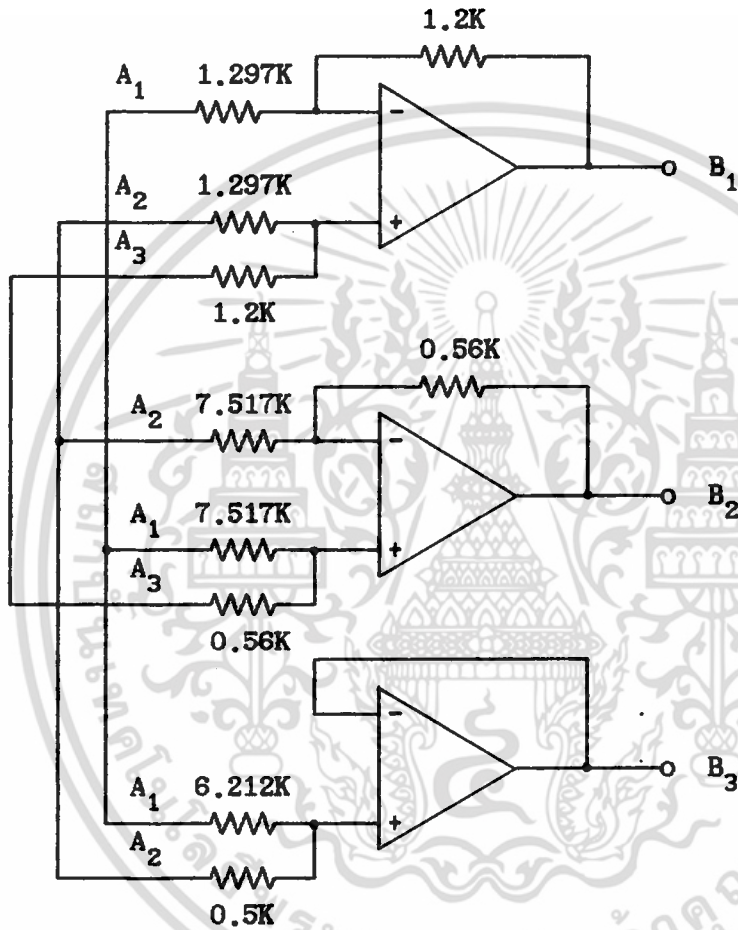 1.2K
A1 1.297K
-
B1
A2 1.297K
+
A3
1.2K
0.56K
A2 7.517K
-
B2
A1 7.517K
+
A3
0.56K
-
B3
A1 6.212K
+
A2
0.5K